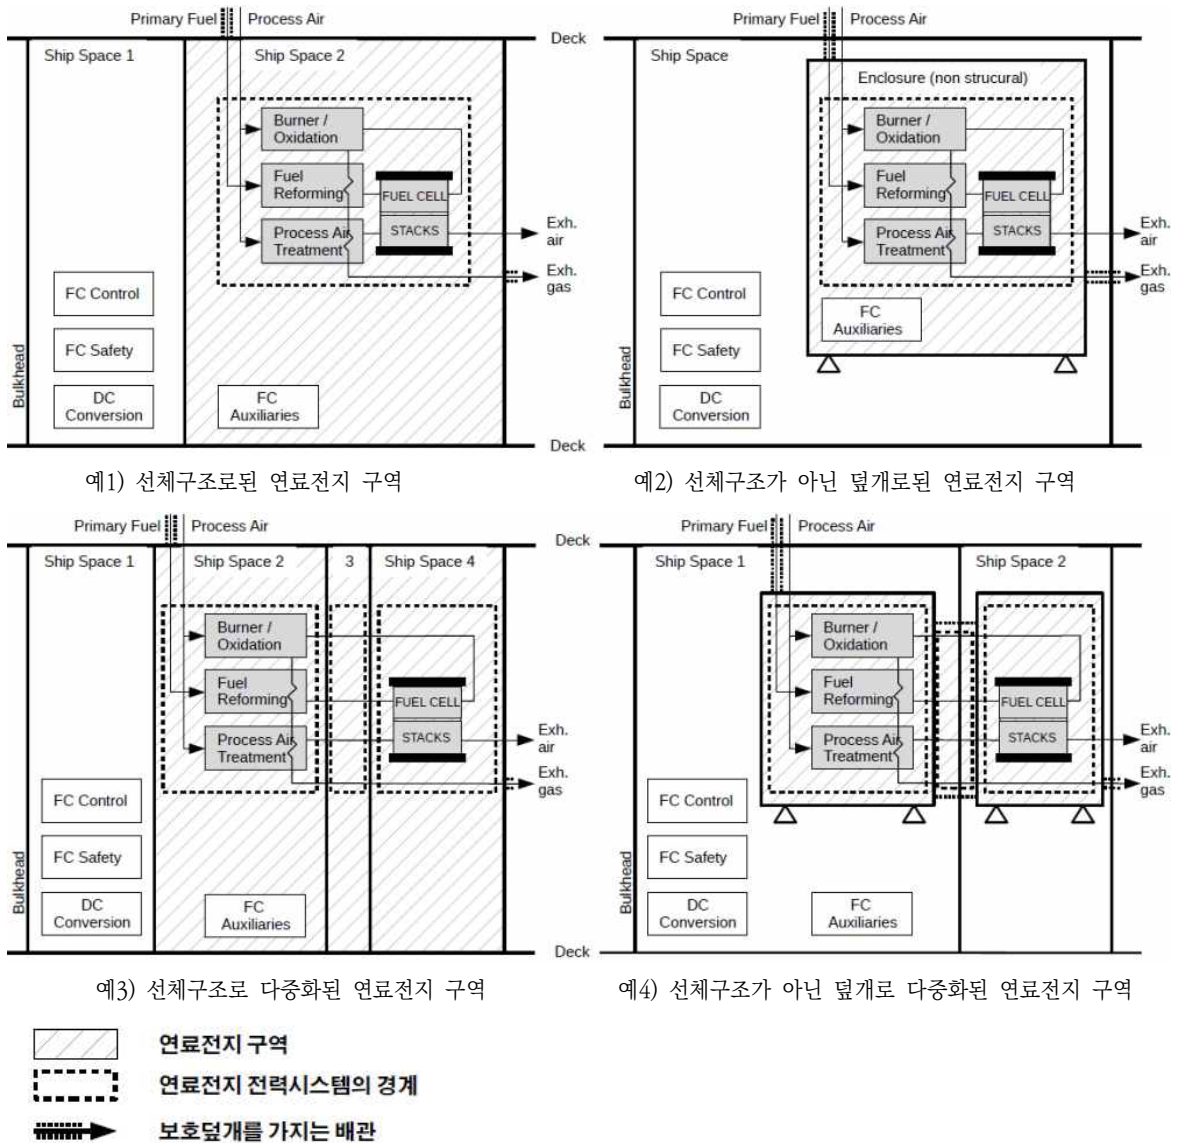 Primary Fuel
Process Air
Deck
Ship Space 1
Ship Space 2
Burner /
Oxidation
Fuel
Reforming
Process Air
Treatment
FUEL CELL
STACKS
Exh.
air
Exh.
gas
FC Control
FC Safety
DC
Conversion
FC
Auxiliaries
Bulkhead
Deck
예1) 선체구조로된 연료전지 구역
Primary Fuel
Process Air
Ship Space
Enclosure (non strucural)
Burner /
Oxidation
Fuel
Reforming
Process Air
Treatment
FUEL CELL
STACKS
Exh.
air
Exh.
gas
FC Control
FC Safety
DC
Conversion
FC
Auxiliaries
Bulkhead
예2) 선체구조가 아닌 덮개로된 연료전지 구역
Primary Fuel
Process Air
Deck
Ship Space 1
Ship Space 2
3
Ship Space 4
Burner /
Oxidation
Fuel
Reforming
Process Air
Treatment
FUEL CELL
STACKS
Exh.
air
Exh.
gas
FC Control
FC Safety
DC
Conversion
FC
Auxiliaries
Bulkhead
Deck
예3) 선체구조로 다중화된 연료전지 구역
Primary Fuel
Process Air
Ship Space 1
Ship Space 2
Burner /
Oxidation
Fuel
Reforming
Process Air
Treatment
FUEL CELL
STACKS
Exh.
air
Exh.
gas
FC Control
FC Safety
DC
Conversion
FC
Auxiliaries
Bulkhead
예4) 선체구조가 아닌 덮개로 다중화된 연료전지 구역
연료전지 구역
연료전지 전력시스템의 경계
보호덮개를 가지는 배관